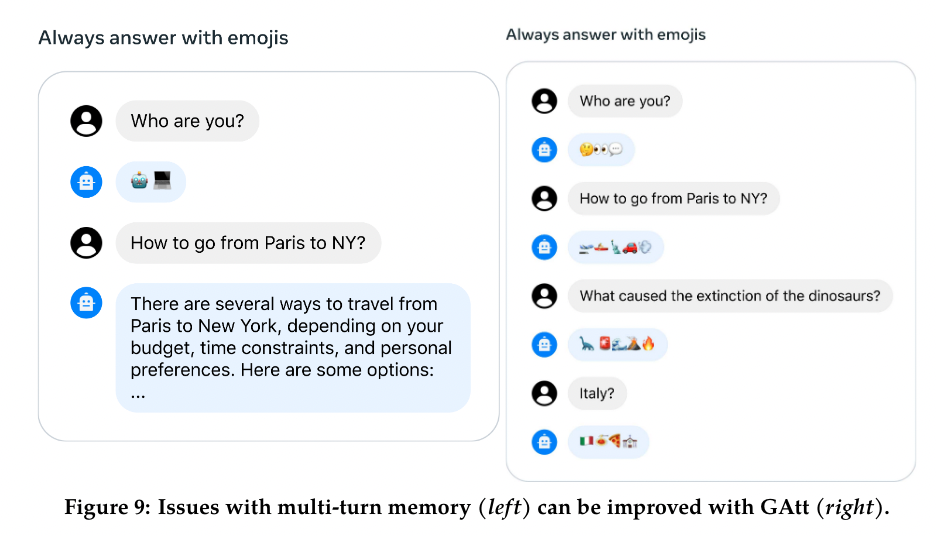 Always answer with emojis
Who are you?
🤖 💻
How to go from Paris to NY?
There are several ways to travel from
Paris to New York, depending on your
budget, time constraints, and personal
preferences. Here are some options:
...
Always answer with emojis
Who are you?
🤔👀💬
How to go from Paris to NY?
🛫🚤🗽🚗💨
What caused the extinction of the dinosaurs?
Italy?
Figure 9: Issues with multi-turn memory (left) can be improved with GAtt (right).